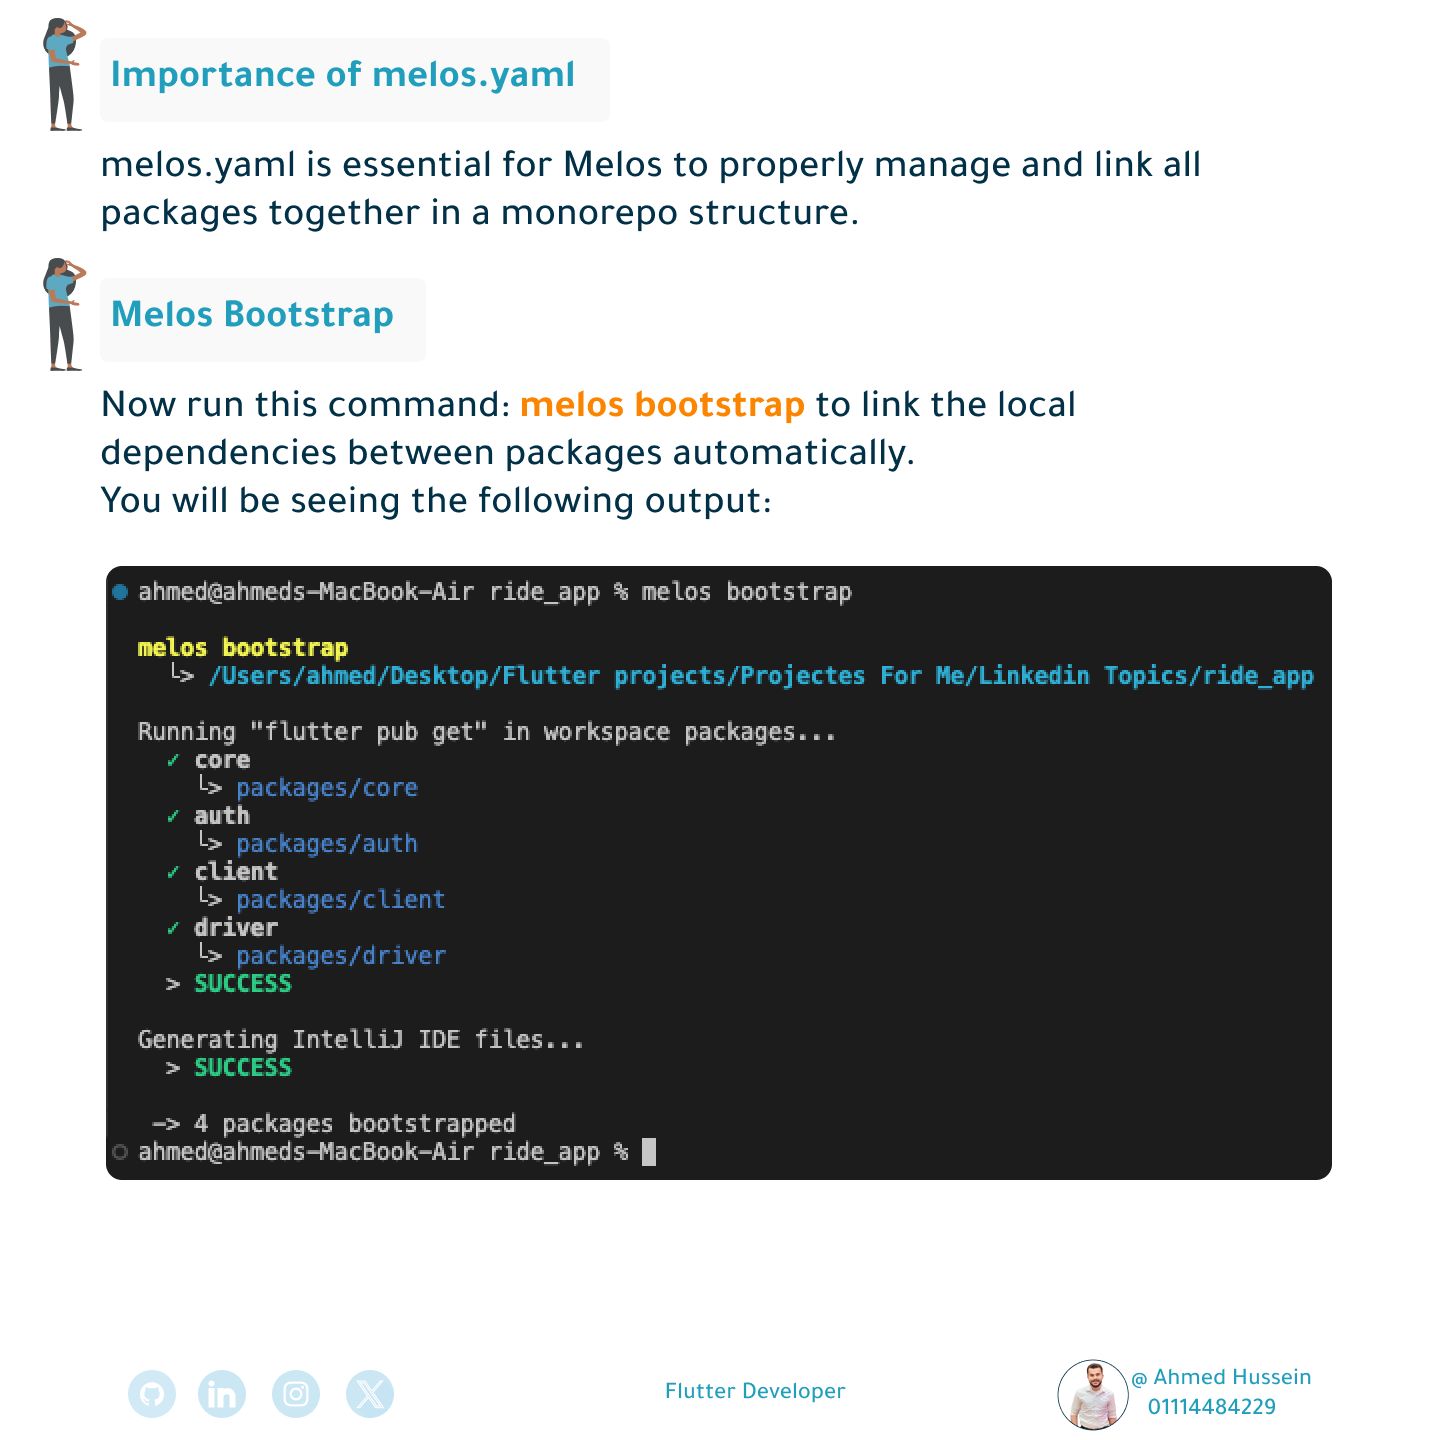 Importance of melos.yaml
melos.yaml is essential for Melos to properly manage and link all
packages together in a monorepo structure.
Melos Bootstrap
Now run this command: melos bootstrap to link the local
dependencies between packages automatically.
You will be seeing the following output:
ahmed@ahmeds-MacBook-Air ride_app % melos bootstrap
melos bootstrap
└> /Users/ahmed/Desktop/Flutter projects/Projectes For Me/Linkedin Topics/ride_app
Running "flutter pub get" in workspace packages...
✓ core
└> packages/core
✓ auth
└> packages/auth
✓ client
└> packages/client
✓ driver
└> packages/driver
> SUCCESS
Generating IntelliJ IDE files...
> SUCCESS
-> 4 packages bootstrapped
ahmed@ahmeds-MacBook-Air ride_app %
Flutter Developer
@ Ahmed Hussein
01114484229